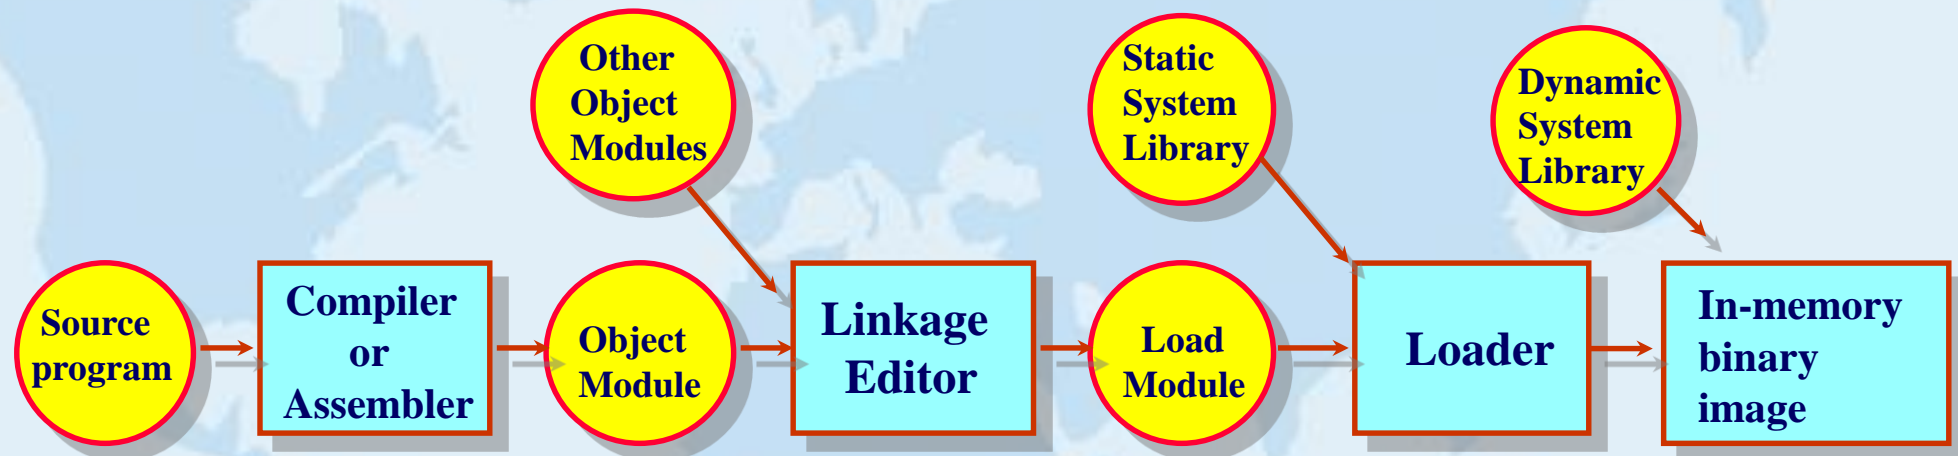 Other
Object
Modules
Static
System
Library
Dynamic
System
Library
Source
program
Compiler
or
Assembler
Object
Module
Linkage
Editor
Load
Module
Loader
In-memory
binary
image